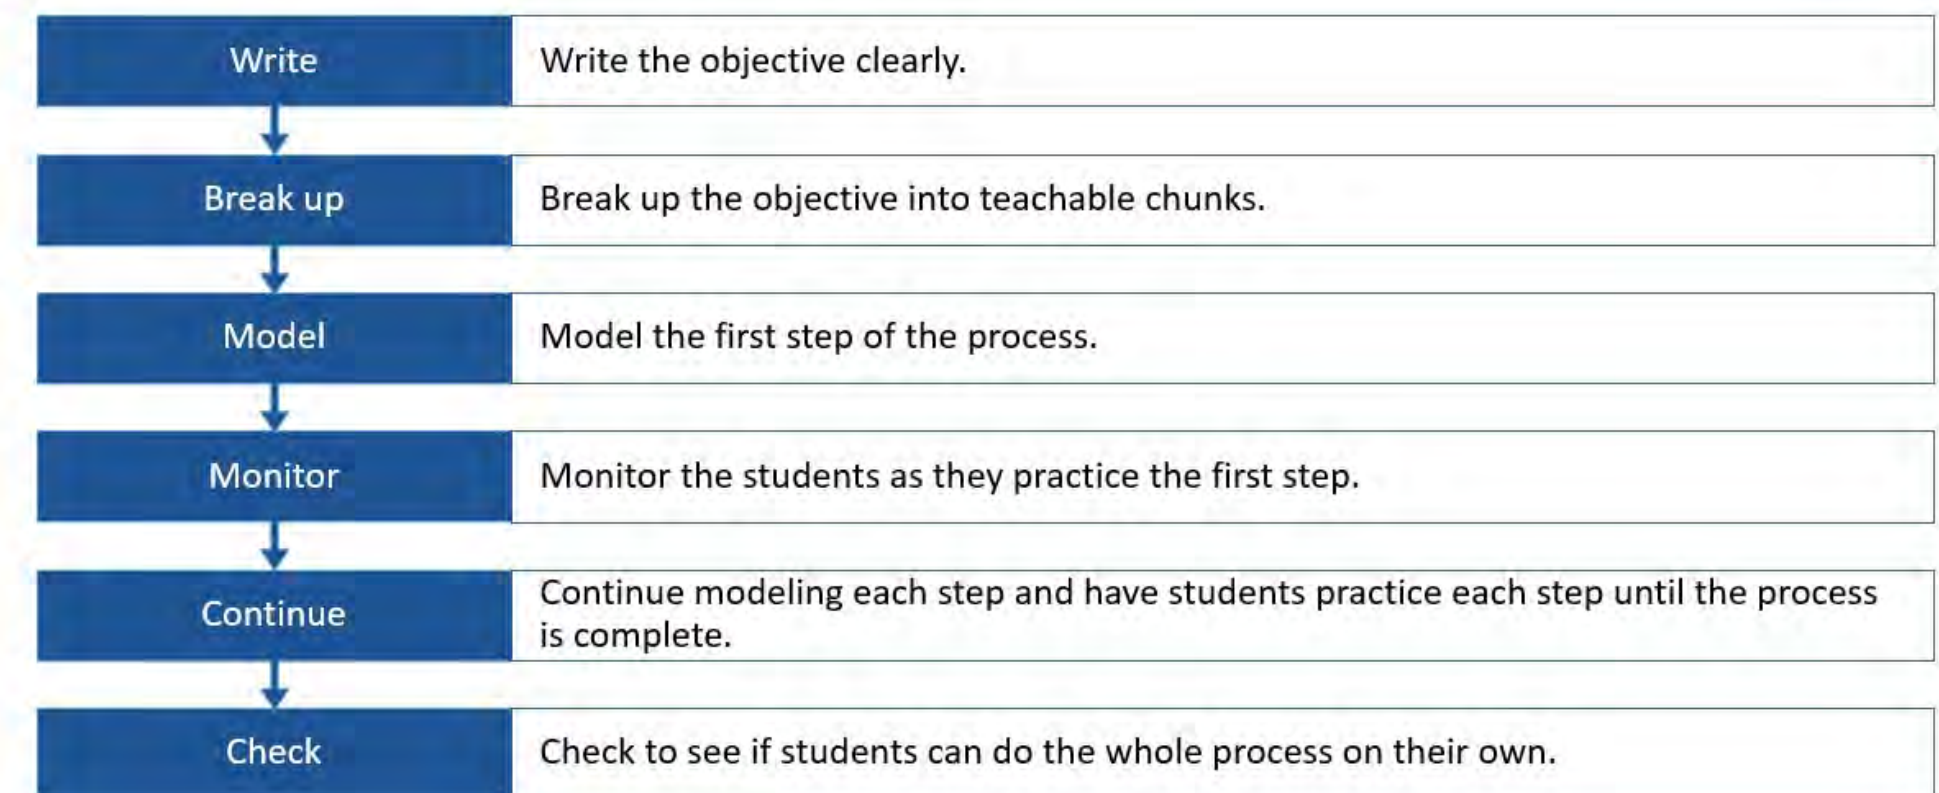 Write
Write the objective clearly.
Break up
Break up the objective into teachable chunks.
Model
Model the first step of the process.
Monitor
Monitor the students as they practice the first step.
Continue
Continue modeling each step and have students practice each step until the process
is complete.
Check
Check to see if students can do the whole process on their own.